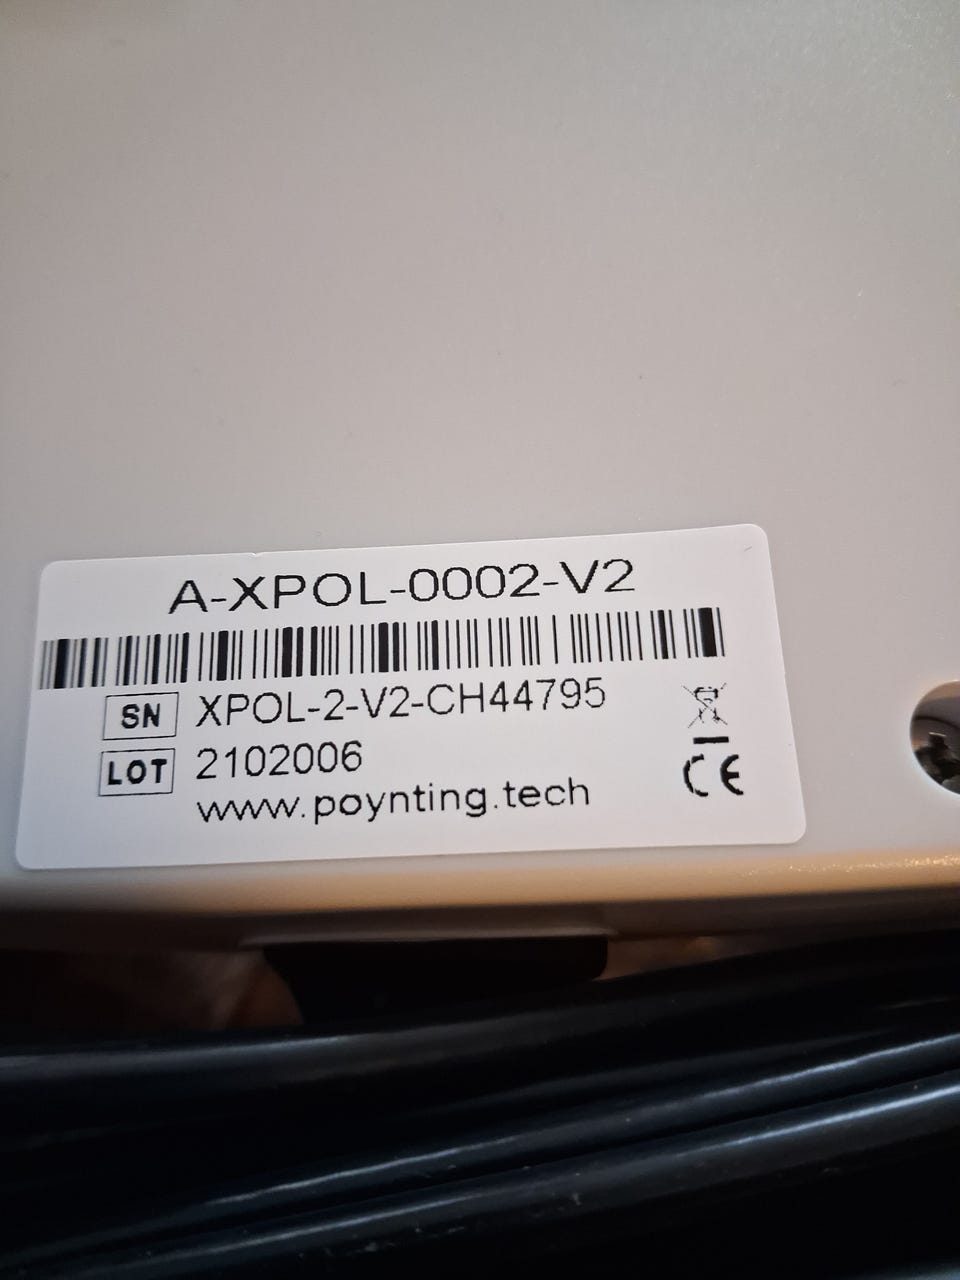 A-XPOL-0002-V2
SN XPOL-2-V2-CH44795
LOT 2102006
www.poynting.tech
CE